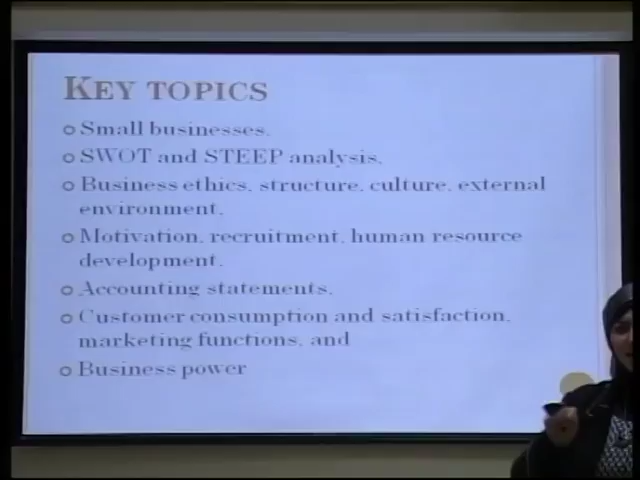 KEY TOPICS
Small businesses.
SWOT and STEEP analysis.
Business ethics, structure, culture, external
environment.
Motivation, recruitment, human resource
development.
Accounting statements.
Customer consumption and satisfaction,
marketing functions, and
Business power